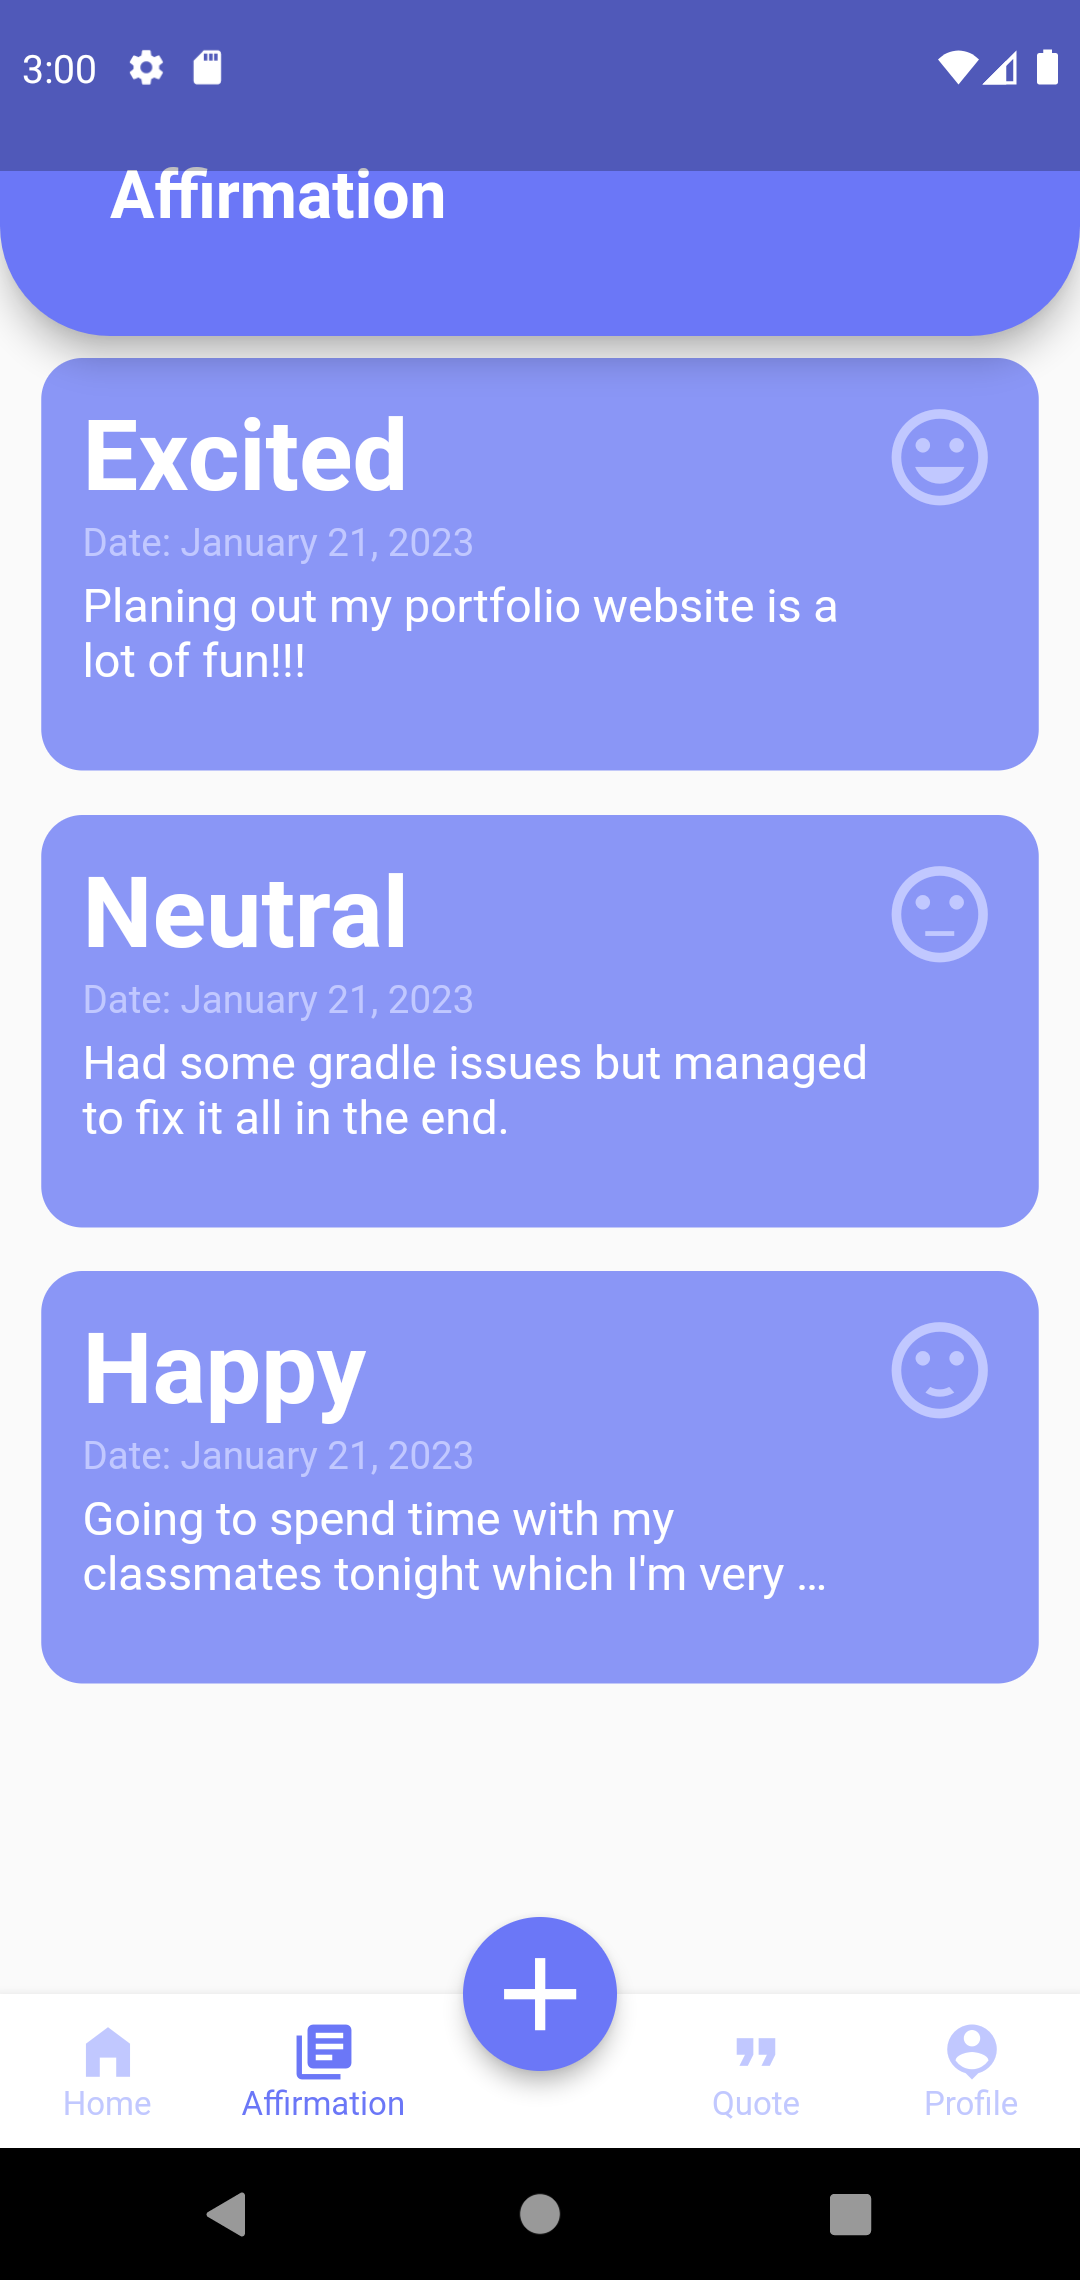 3:00
Affirmation
Excited
Date: January 21, 2023
Planing out my portfolio website is a
lot of fun!!!
Neutral
Date: January 21, 2023
Had some gradle issues but managed
to fix it all in the end.
Happy
Date: January 21, 2023
Going to spend time with my
classmates tonight which I'm very ...
Home
Affirmation
Quote
Profile